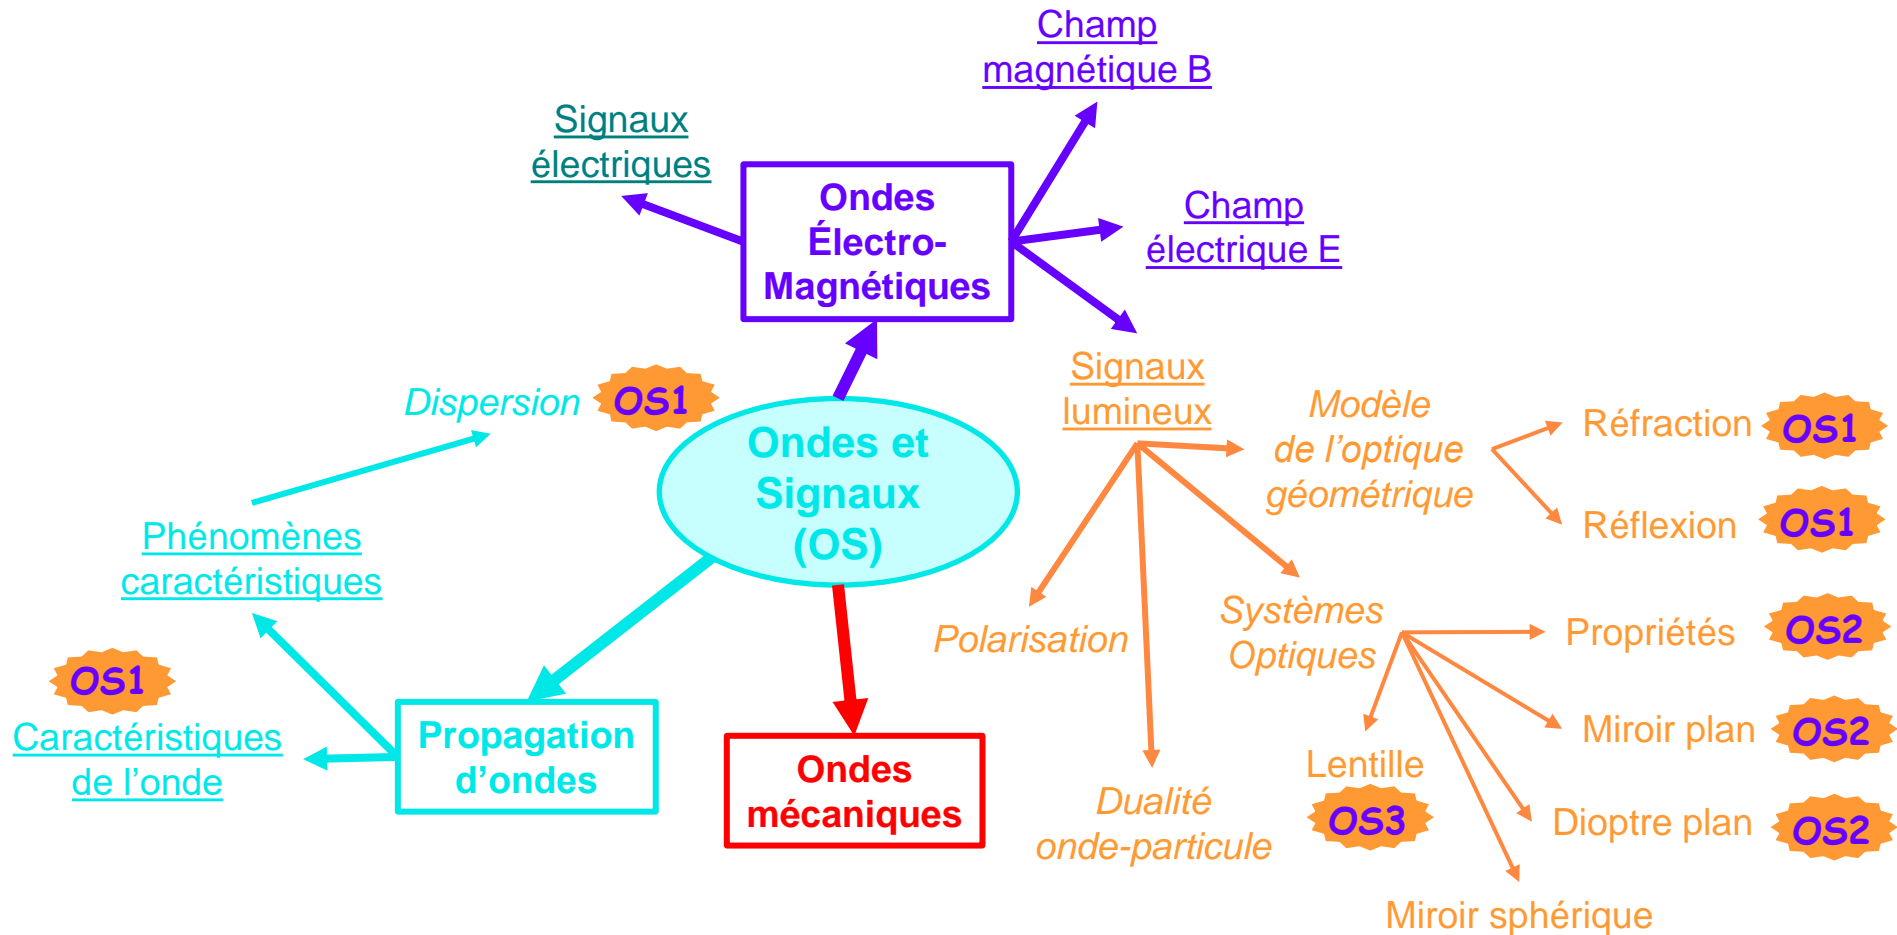 Champ
magnétique B
Signaux
électriques
Ondes
Électro-
Magnétiques
Champ
électrique E
Dispersion
OS1
Ondes et
Signaux
(OS)
Signaux
lumineux
Modèle
de l’optique
géométrique
Réfraction
OS1
Réflexion
OS1
Phénomènes
caractéristiques
Polarisation
Systèmes
Optiques
Propriétés
OS2
OS1
Caractéristiques
de l’onde
Propagation
d’ondes
Ondes
mécaniques
Dualité
onde-particule
Lentille
OS3
Miroir plan
OS2
Dioptre plan
OS2
Miroir sphérique